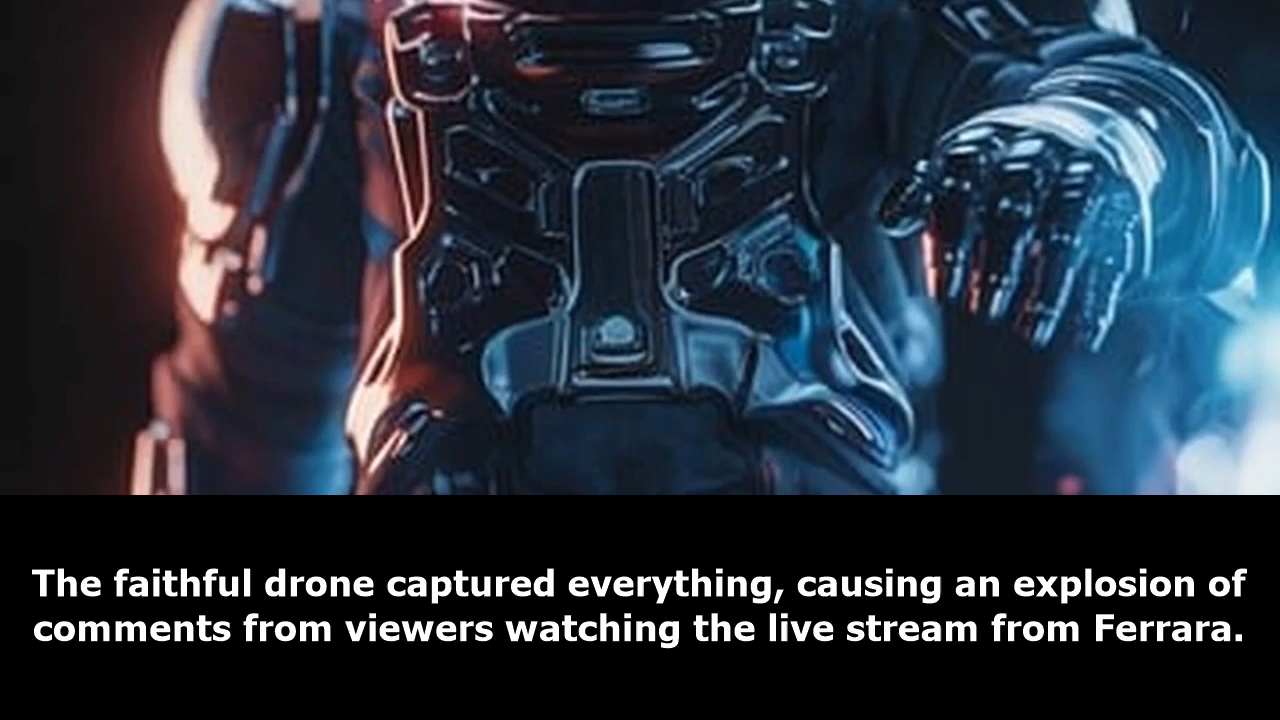 The faithful drone captured everything, causing an explosion of
comments from viewers watching the live stream from Ferrara.